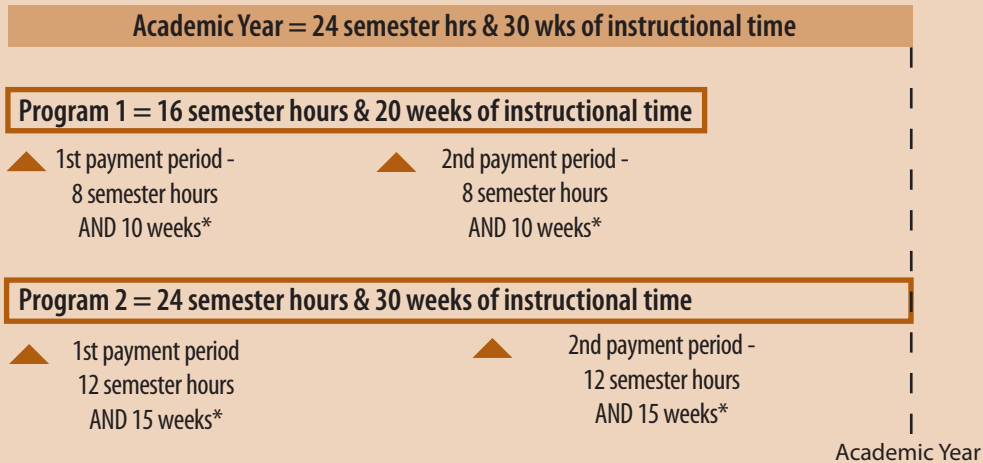 Academic Year = 24 semester hrs & 30 wks of instructional time
Program 1 = 16 semester hours & 20 weeks of instructional time
1st payment period -
8 semester hours
AND 10 weeks*
2nd payment period -
8 semester hours
AND 10 weeks*
Program 2 = 24 semester hours & 30 weeks of instructional time
1st payment period
12 semester hours
AND 15 weeks*
2nd payment period -
12 semester hours
AND 15 weeks*
Academic Year